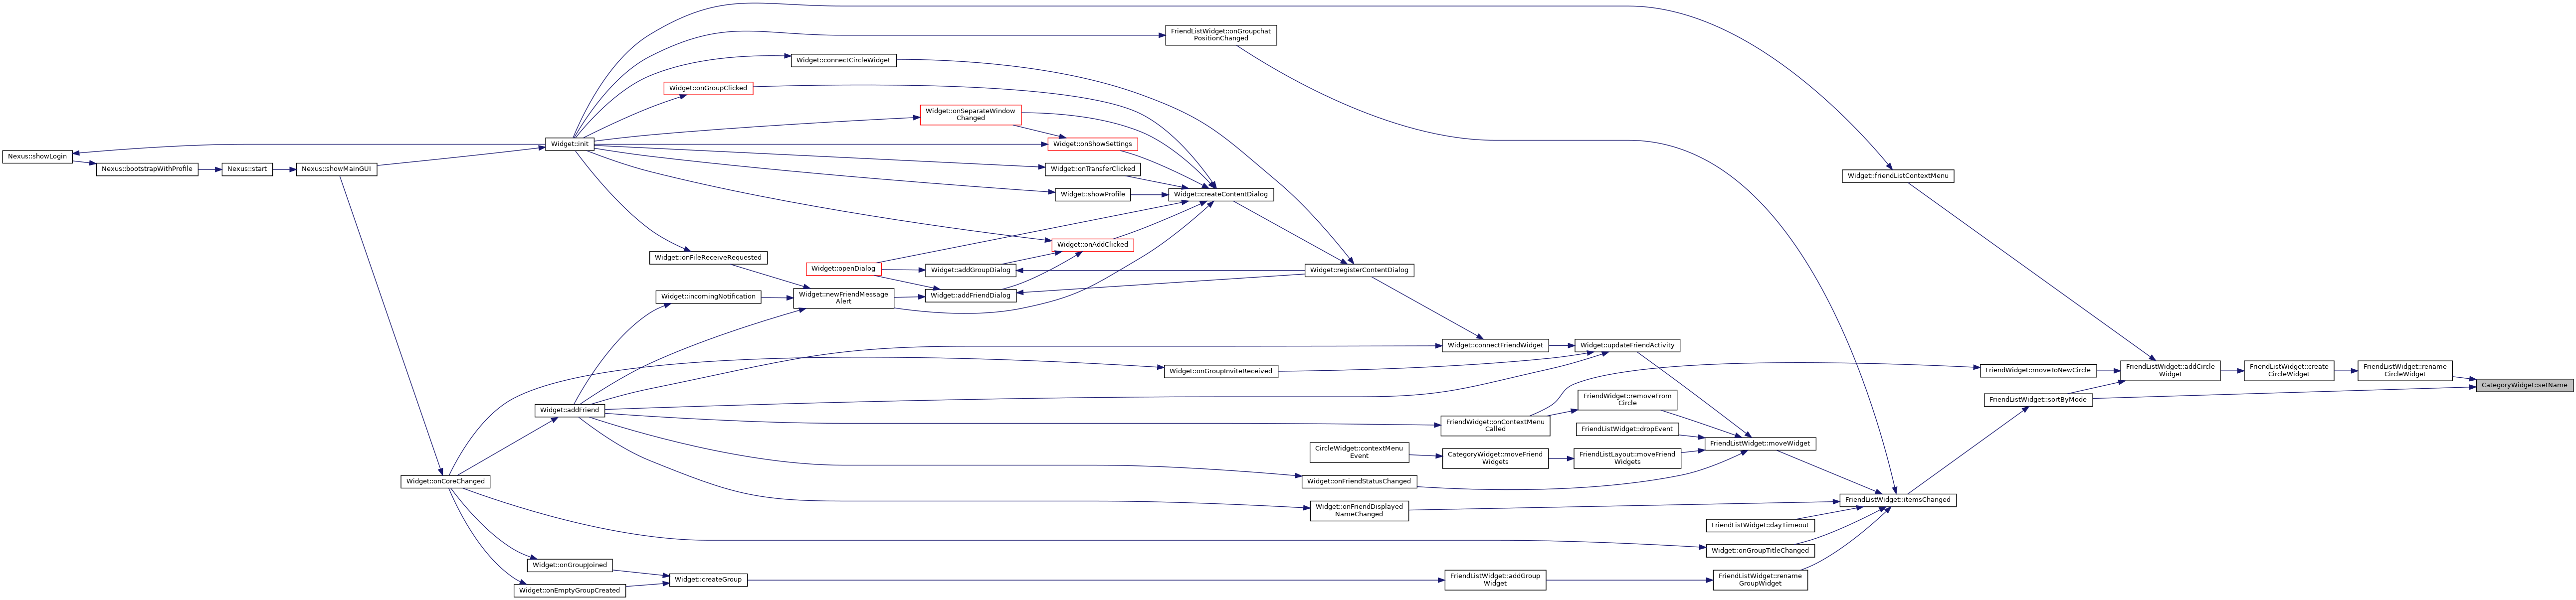 FriendListWidget::onGroupchat
PositionChanged
Widget::connectCircleWidget
Widget::onGroupClicked
Widget::onSeparateWindow
Changed
Widget::init
Widget::onShowSettings
Nexus::showLogin
Nexus::bootstrapWithProfile
Nexus::start
Nexus::showMainGUI
Widget::onTransferClicked
Widget::friendListContextMenu
Widget::showProfile
Widget::createContentDialog
Widget::onAddClicked
Widget::onFileReceiveRequested
Widget::openDialog
Widget::addGroupDialog
Widget::registerContentDialog
Widget::incomingNotification
Widget::newFriendMessage
Alert
Widget::addFriendDialog
Widget::connectFriendWidget
Widget::updateFriendActivity
Widget::onGroupInviteReceived
FriendWidget::moveToNewCircle
FriendListWidget::addCircle
Widget
FriendListWidget::create
CircleWidget
FriendListWidget::rename
CircleWidget
CategoryWidget::setName
FriendWidget::removeFrom
Circle
FriendListWidget::sortByMode
Widget::addFriend
FriendWidget::onContextMenu
Called
FriendListWidget::dropEvent
FriendListWidget::moveWidget
CircleWidget::contextMenu
Event
CategoryWidget::moveFriend
Widgets
FriendListLayout::moveFriend
Widgets
Widget::onCoreChanged
Widget::onFriendStatusChanged
FriendListWidget::itemsChanged
Widget::onFriendDisplayed
NameChanged
FriendListWidget::dayTimeout
Widget::onGroupTitleChanged
Widget::onGroupJoined
Widget::createGroup
FriendListWidget::addGroup
Widget
FriendListWidget::rename
GroupWidget
Widget::onEmptyGroupCreated